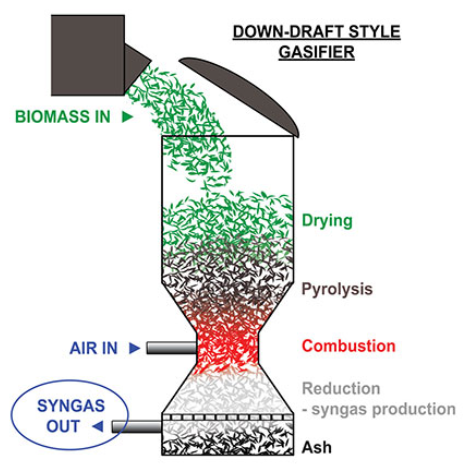 DOWN-DRAFT STYLE
GASIFIER
BIOMASS IN ►
Drying
Pyrolysis
AIR IN ►
Combustion
Reduction
- syngas production
SYNGAS
OUT ◄
Ash